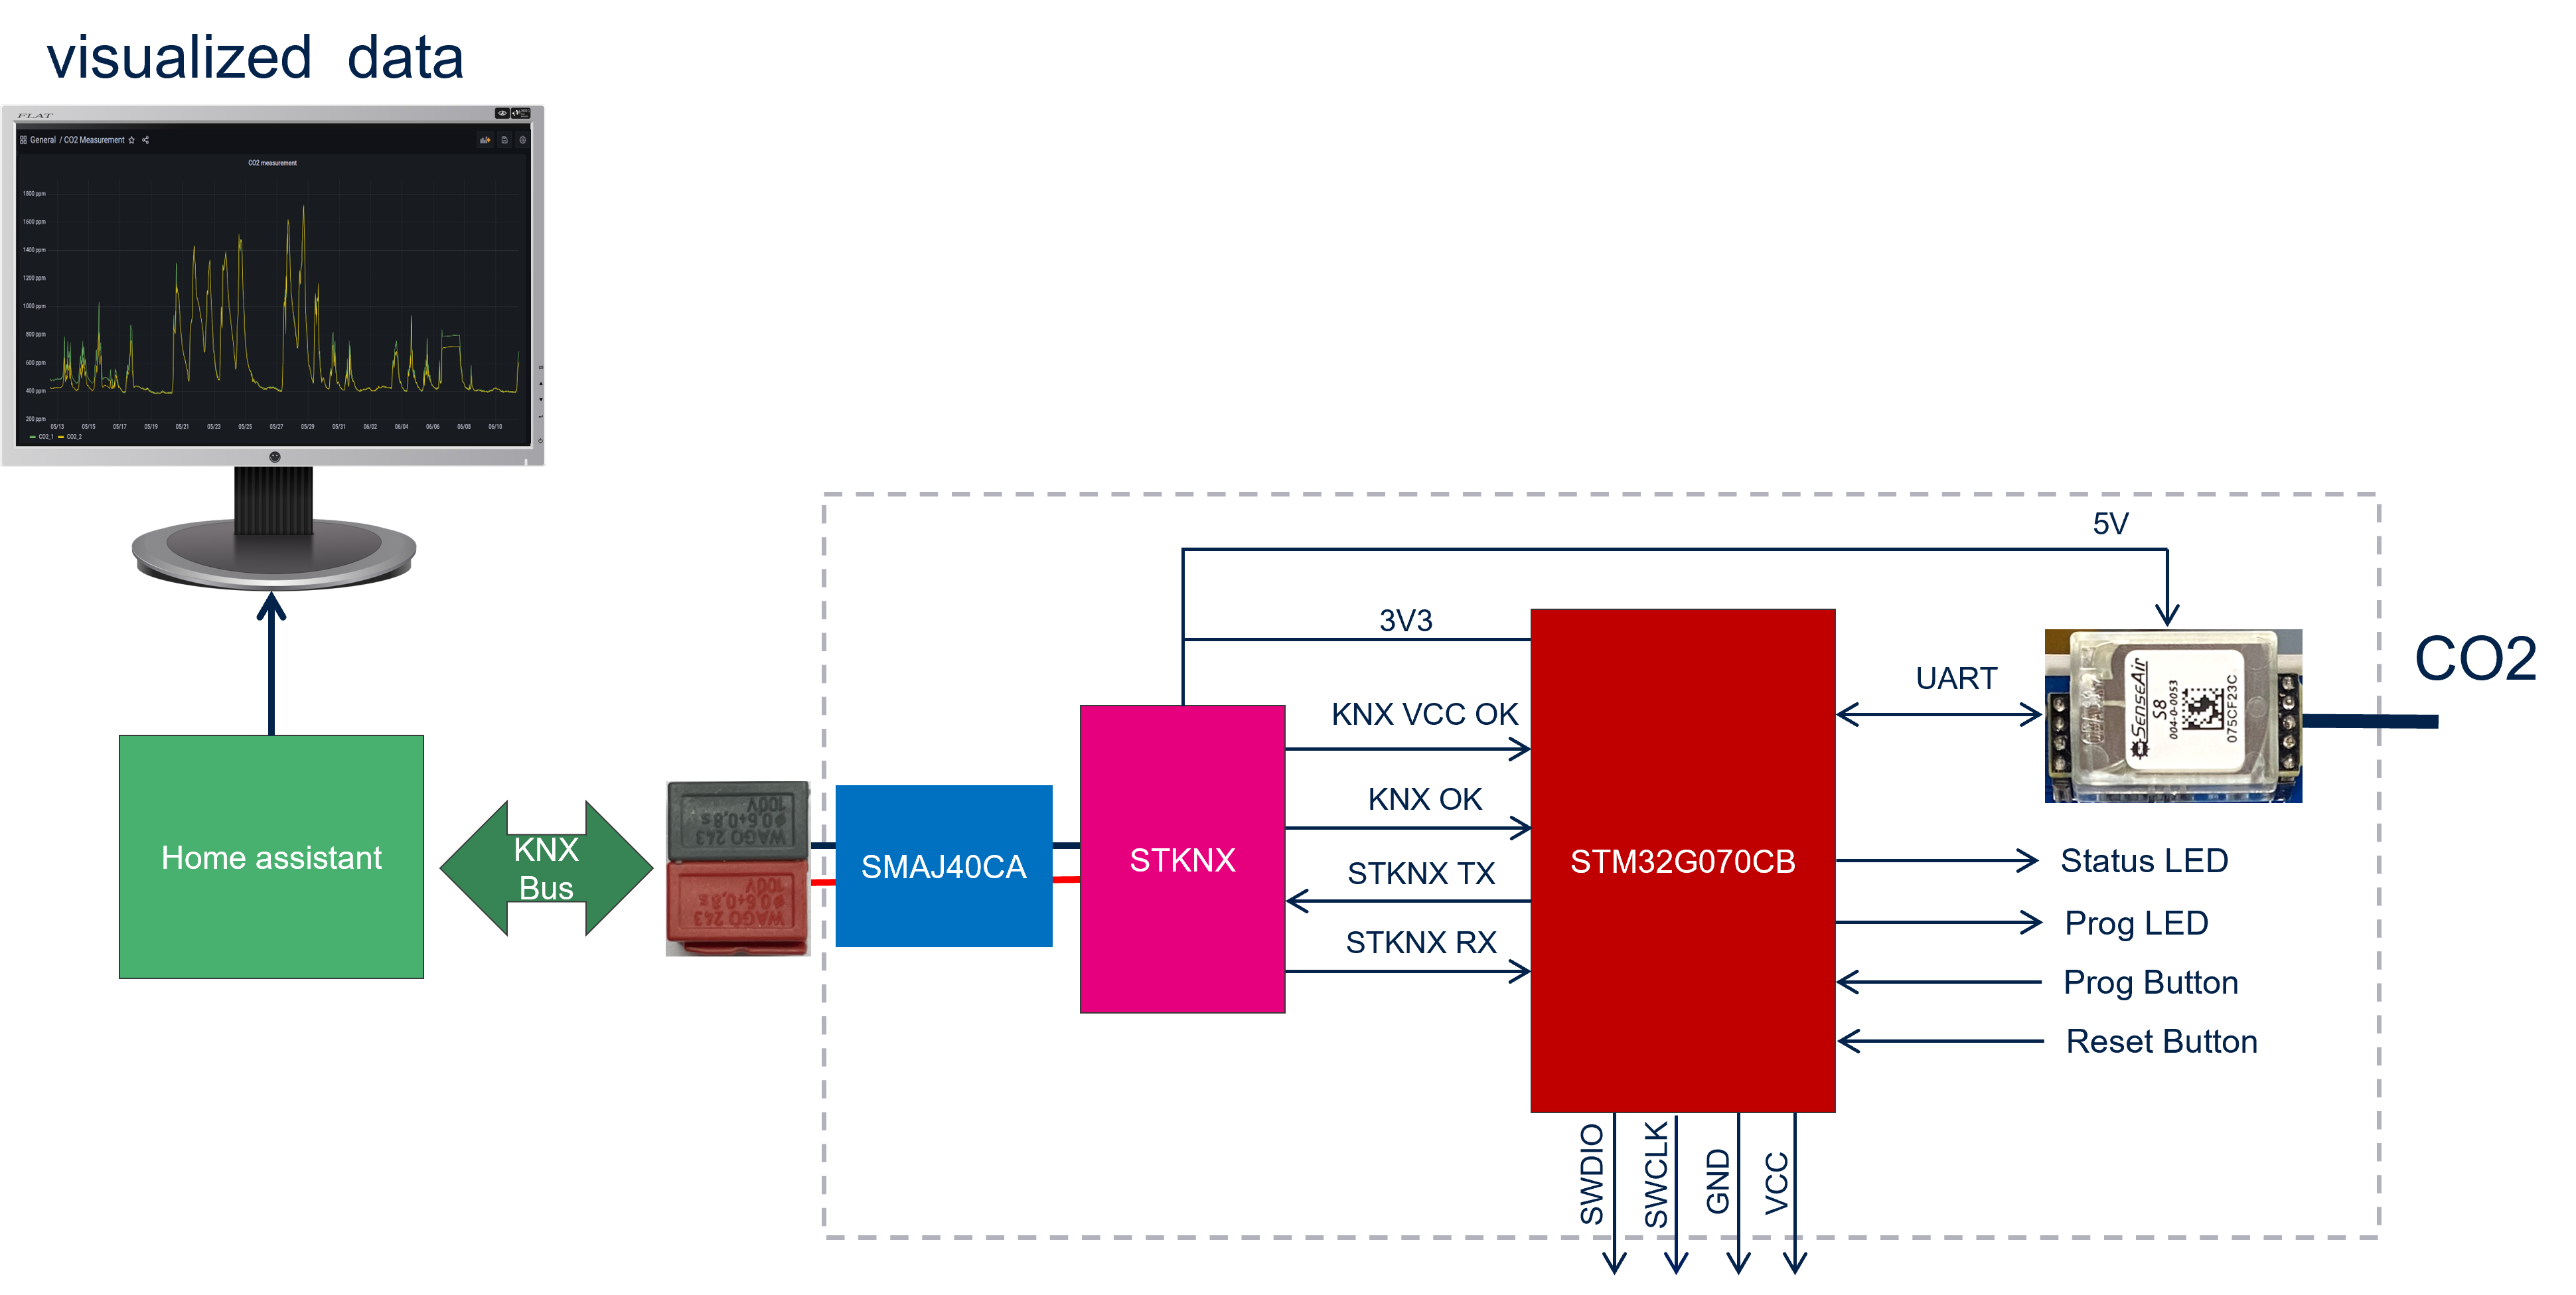 visualized data
FLAT
General / CO2 Measurement
CO2 measurement
1800 ppm
1600 ppm
1400 ppm
1200 ppm
1000 ppm
800 ppm
600 ppm
400 ppm
200 ppm
05/13 05/15 05/17 05/19 05/21 05/23 05/25 05/27 05/29 05/31 06/02 06/04 06/06 06/08 06/10
CO2_1 CO2_2
5V
3V3
CO2
UART
SenseAir
S8
004-0-0053
075CF23C
KNX VCC OK
KNX OK
STKNX TX
STKNX RX
Home assistant
KNX
Bus
WAGO 243
ø0,6+0,8s
100V
WAGO 243
ø0,6+0,8s
100V
SMAJ40CA
STKNX
STM32G070CB
Status LED
Prog LED
Prog Button
Reset Button
SWDIO
SWCLK
GND
VCC